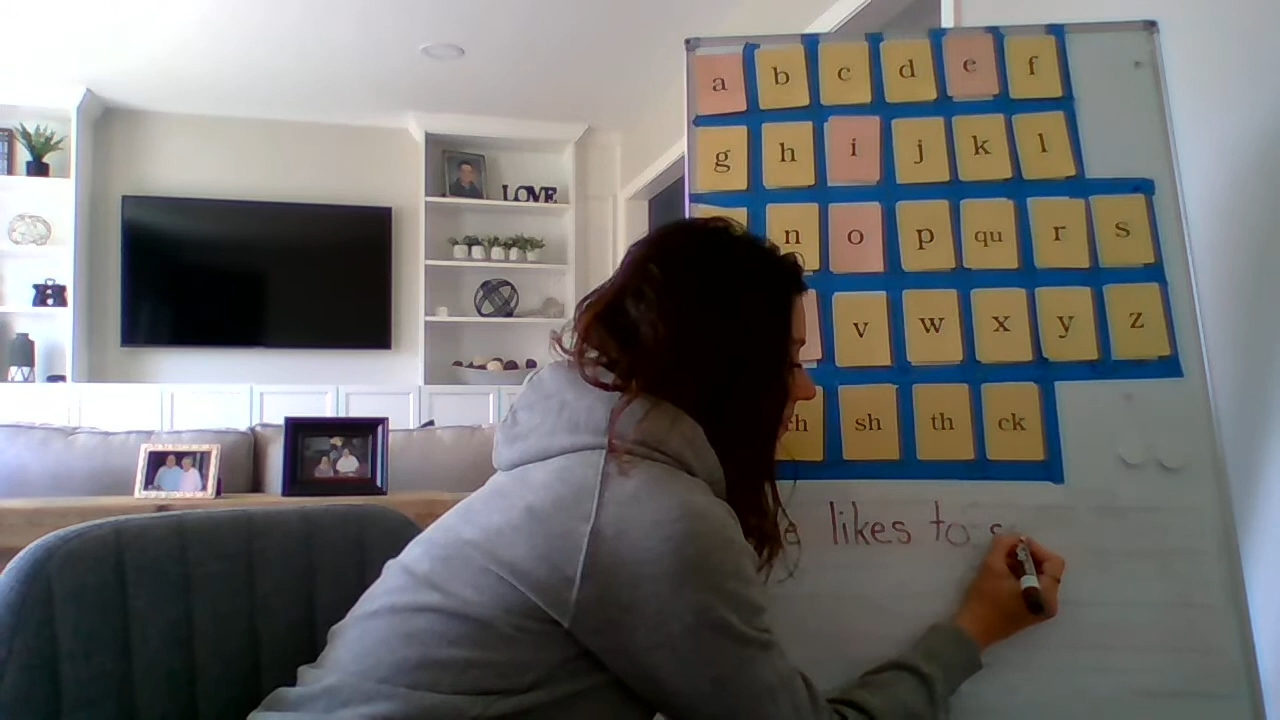 LOVE
a b c d e f
g h i j k l
n o p qu r s
v w x y z
sh th ck
likes to